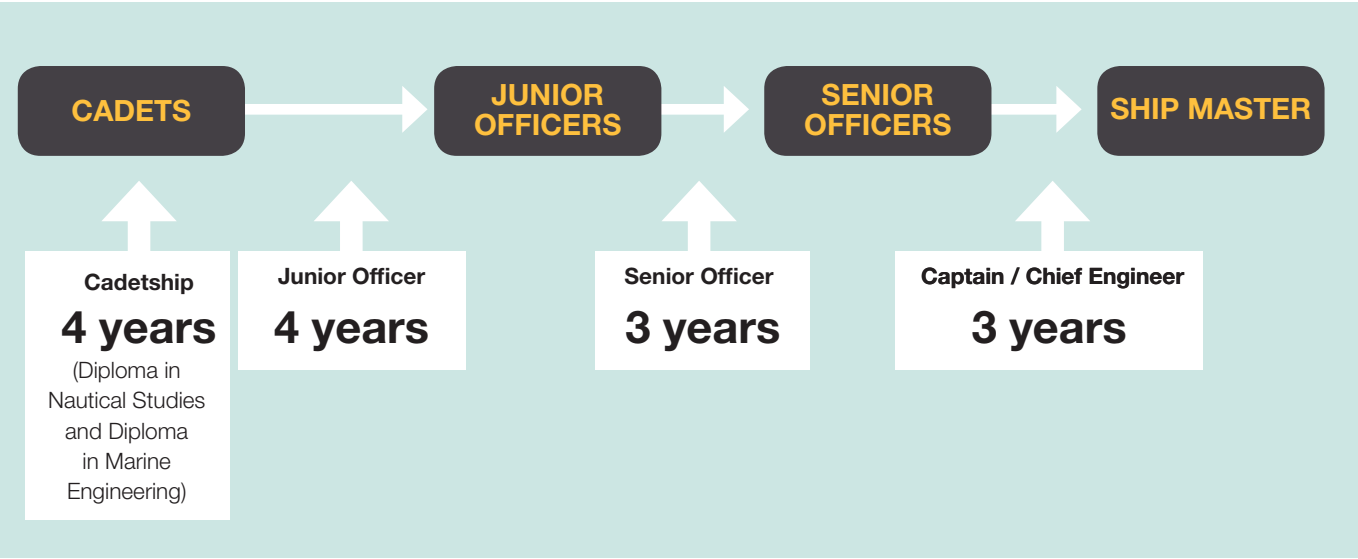 CADETS
JUNIOR
OFFICERS
SENIOR
OFFICERS
SHIP MASTER
Cadetship
4 years
(Diploma in
Nautical Studies
and Diploma
in Marine
Engineering)
Junior Officer
4 years
Senior Officer
3 years
Captain / Chief Engineer
3 years